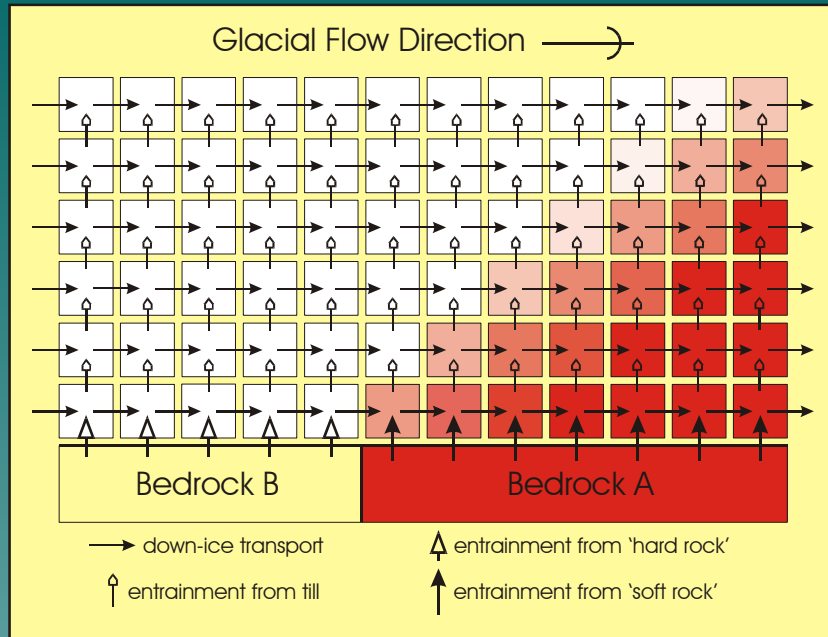 Glacial Flow Direction
Bedrock B
Bedrock A
down-ice transport
entrainment from 'hard rock'
entrainment from till
entrainment from 'soft rock'